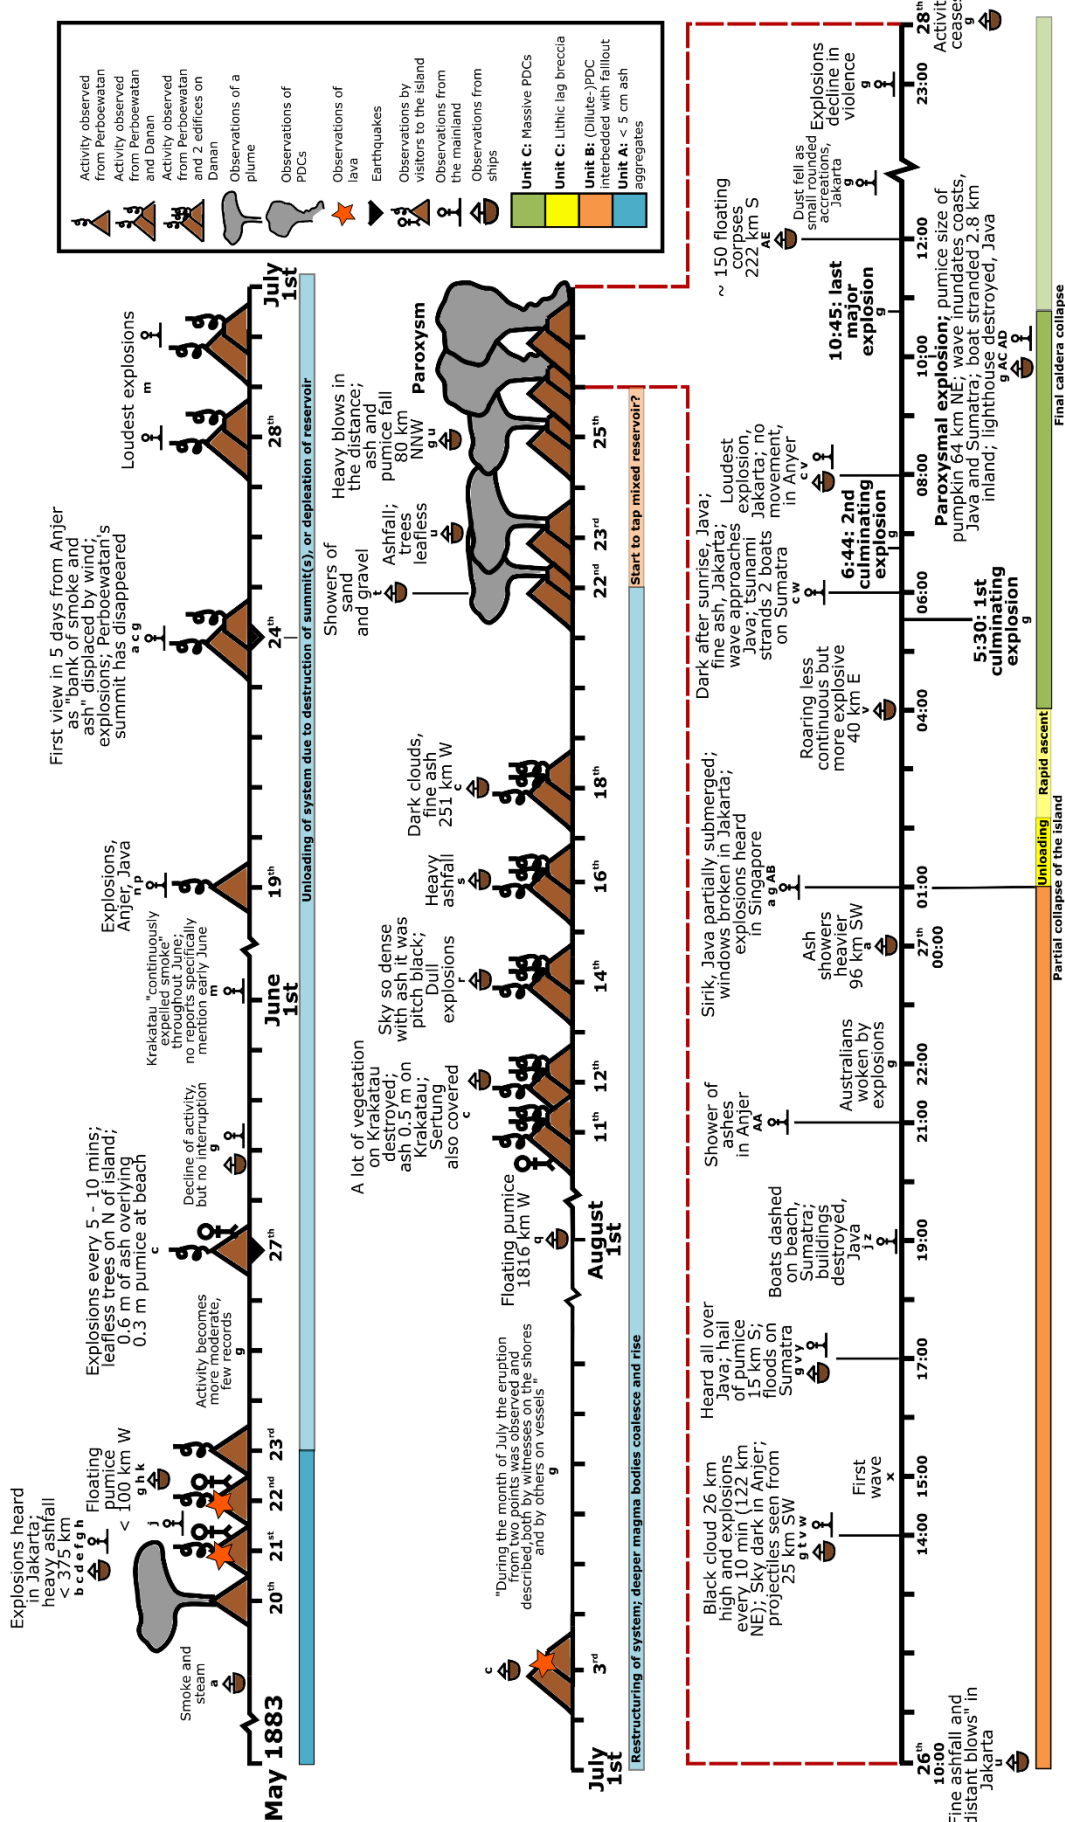 Explosions heard
in Jakarta;
heavy ashfall
< 375 km
b c d e f g h
Floating
pumice
< 100 km W
g h k
j
Smoke and
steam
a
Activity becomes
more moderate,
few records
g
Explosions every 5 - 10 mins;
leafless trees on N of island;
0.6 m of ash overlying
0.3 m pumice at beach
c
Decline of activity,
but no interruption
g
Krakatau "continuously
expelled smoke"
throughout June;
no reports specifically
mention early June
m
Explosions,
Anjer, Java
n p
First view in 5 days from Anjer
as "bank of smoke and
ash" displaced by wind;
explosions; Perboewatan's
summit has disappeared
a c g
Loudest explosions
m
May 1883
20th
21st
22nd
23rd
27th
June
1st
19th
24th
28th
July
1st
Unloading of system due to destruction of summit(s), or depleation of reservoir
Activity observed
from Perboewatan
Activity observed
from Perboewatan
and Danan
Activity observed
from Perboewatan
and 2 edifices on
Danan
Observations of a
plume
Observations of
PDCs
Observations of
lava
Earthquakes
Observations by
visitors to the island
Observations from
the mainland
Observations from
ships
Unit C: Massive PDCs
Unit C: Lithic lag breccia
Unit B: (Dilute-)PDC
interbedded with falllout
Unit A: < 5 cm ash
aggregates
c
"During the month of July the eruption
from two points was observed and
described,both by witnesses on the shores
and by others on vessels "
g
Floating pumice
1816 km W
q
A lot of vegetation
on Krakatau
destroyed;
ash 0.5 m on
Krakatau;
Sertung
also covered
c
Sky so dense
with ash it was
pitch black;
Dull
explosions
r
Heavy
ashfall
s
Dark clouds,
fine ash
251 km W
c
Showers of
sand
and gravel
t
Ashfall;
trees
leafless
u
Heavy blows in
the distance;
ash and
pumice fall
80 km
NNW
g u
Paroxysm
July
1st
3rd
August
1st
11th
12th
14th
16th
18th
22nd
23rd
25th
Restructuring of system; deeper magma bodies coalesce and rise
Start to tap mixed reservoir?
Fine ashfall and
distant blows" in
Jakarta
u
Black cloud 26 km
high and explosions
every 10 min (122 km
NE); Sky dark in Anjer;
projectiles seen from
25 km SW
g t v w
First
wave
x
Heard all over
Java; hail
of pumice
15 km S;
floods on
Sumatra
g v y
Boats dashed
on beach,
Sumatra;
buildings
destroyed,
Java
j z
Shower of
ashes
in Anjer
AA
Australians
woken by
explosions
g
Ash
showers
heavier
96 km SW
a
Sirik, Java partially submerged;
windows broken in Jakarta;
explosions heard
in Singapore
a g AB
Roaring less
continuous but
more explosive
40 km E
v
5:30: 1st
culminating
explosion
g
Dark after sunrise, Java;
fine ash, Jakarta;
wave approaches
Java; tsunami
strands 2 boats
on Sumatra
c w
6:44: 2nd
culminating
explosion
g
Loudest
explosion,
Jakarta; no
movement,
in Anyer
c v
Paroxysmal explosion; pumice size of
pumpkin 64 km NE; wave inundates coasts,
Java and Sumatra; boat stranded 2.8 km
inland; lighthouse destroyed, Java
g AC AD
10:45: last
major
explosion
g
~ 150 floating
corpses
222 km S
AE
Dust fell as
small rounded
accreations,
Jakarta
g
Explosions
decline in
violence
g
Activit
ceases
g
26th
10:00
14:00
15:00
17:00
19:00
21:00
22:00
27th
00:00
01:00
04:00
06:00
08:00
10:00
12:00
23:00
28th
Unloading
Rapid ascent
Partial collapse of the island
Final caldera collapse